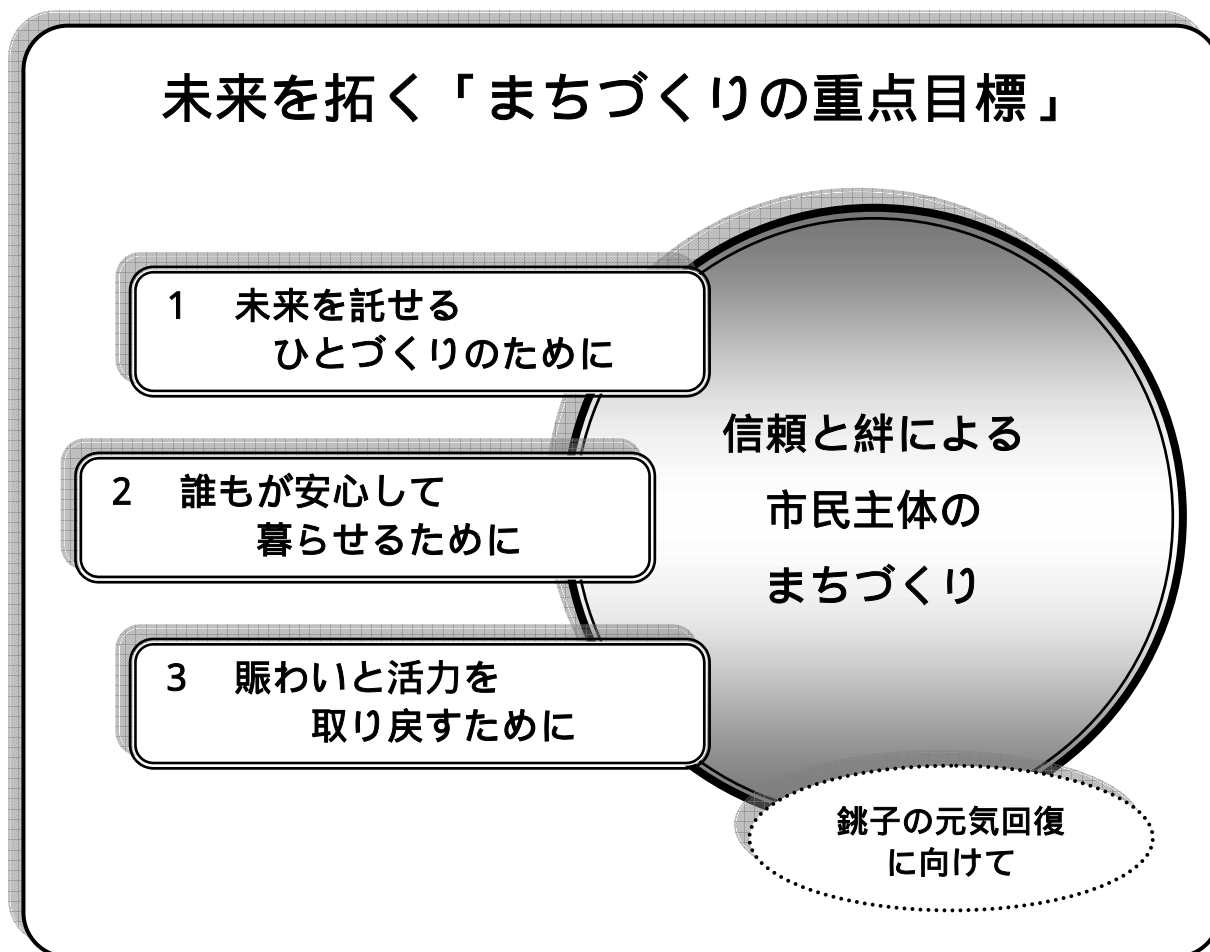 未来を拓く「まちづくりの重点目標」
1 未来を託せる
ひとづくりのために
2 誰もが安心して
暮らせるために
3 賑わいと活力を
取り戻すために
信頼と絆による
市民主体の
まちづくり
銚子の元気回復
に向けて